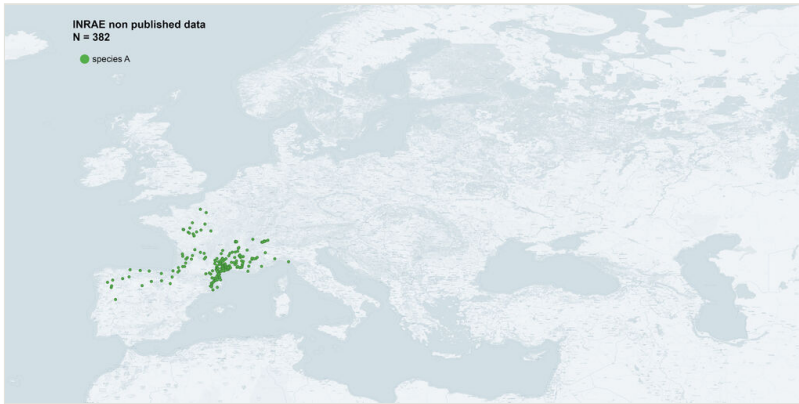 INRAE non published data
N = 382
species A